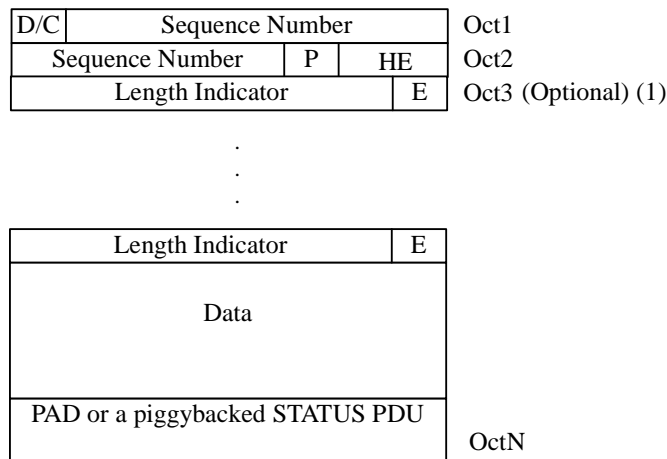 D/C Sequence Number Oct1
Sequence Number P HE Oct2
Length Indicator E Oct3 (Optional) (1)
.
.
.
Length Indicator E
Data
PAD or a piggybacked STATUS PDU
OctN